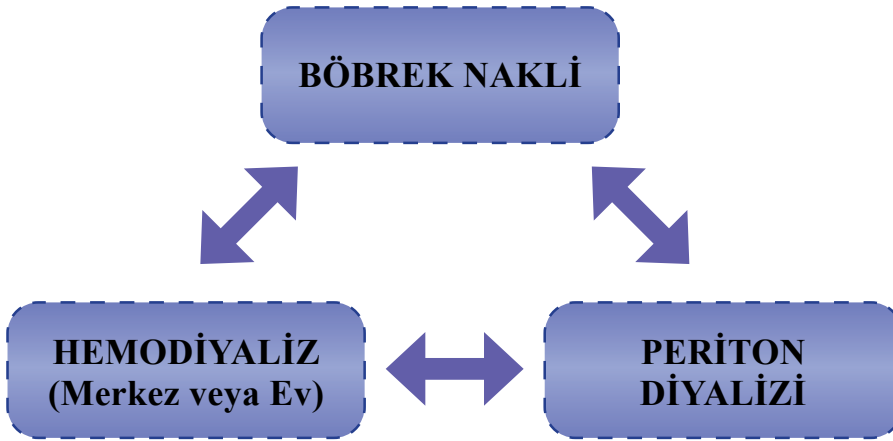 BÖBREK NAKLİ
HEMODİYALİZ
(Merkez veya Ev)
PERİTON
DİYALİZİ